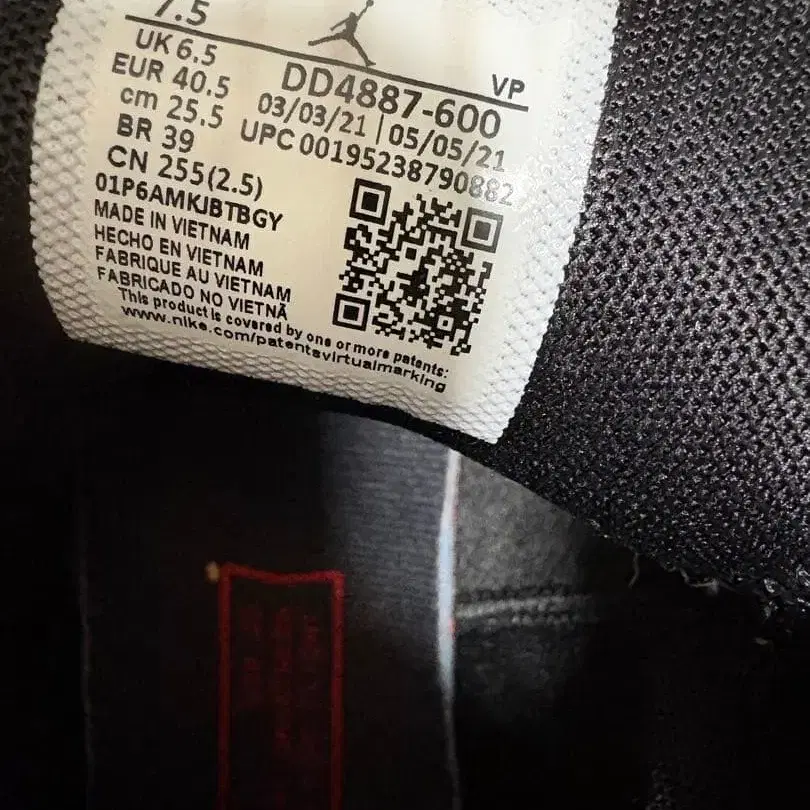 7.5
UK 6.5
EUR 40.5
cm 25.5
BR 39
CN 255(2.5)
VP
DD4887-600
03/03/21 | 05/05/21
UPC 00195238790882
01P6AMKJBTBGY
MADE IN VIETNAM
HECHO EN VIETNAM
FABRIQUE AU VIETNAM
FABRICADO NO VIETNÃ
This product is covered by one or more patents:
www.nike.com/patentsvirtualmarking